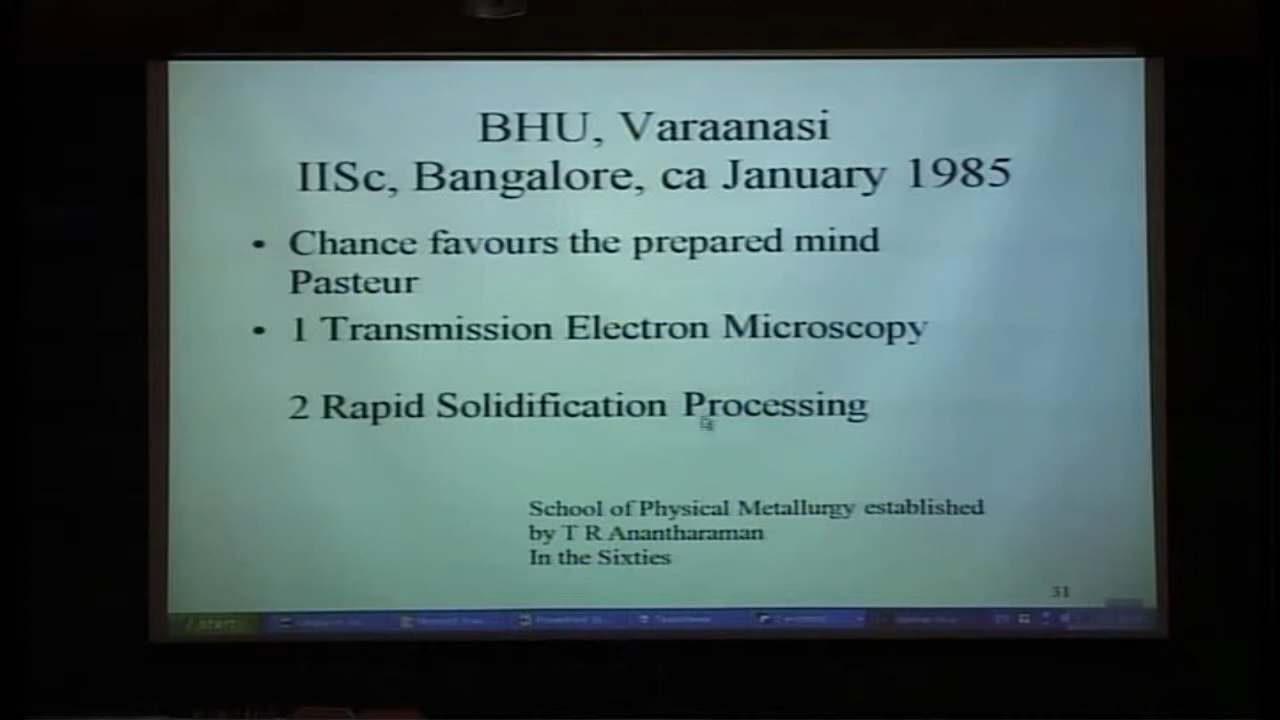 BHU, Varaanasi
IISc, Bangalore, ca January 1985
• Chance favours the prepared mind
Pasteur
• 1 Transmission Electron Microscopy
2 Rapid Solidification Processing
School of Physical Metallurgy established
by T R Anantharaman
In the Sixties
31
start